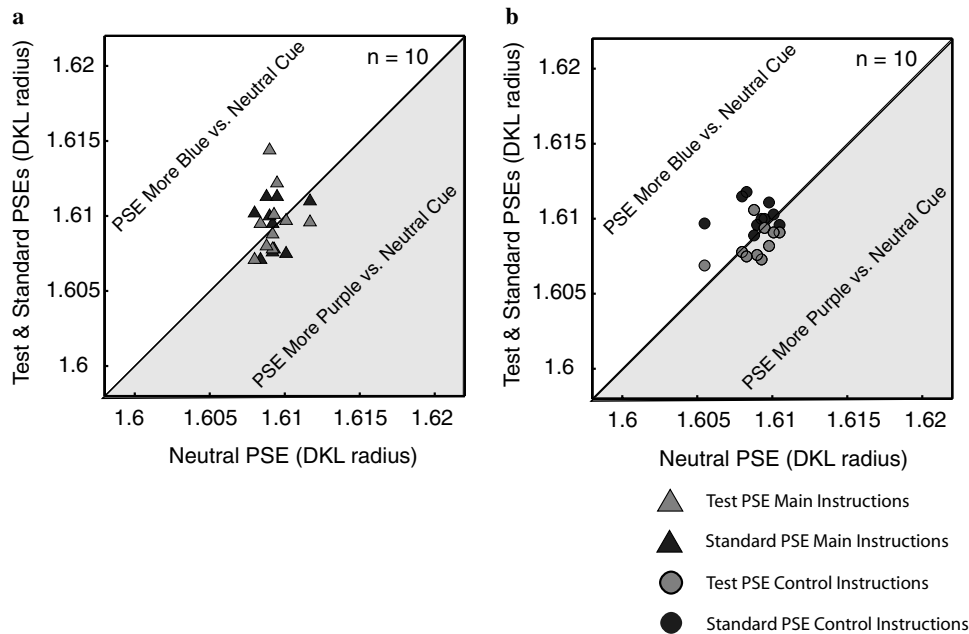 a
n = 10
1.62
1.615
1.61
1.605
1.6
Test & Standard PSEs (DKL radius)
PSE More Blue vs. Neutral Cue
PSE More Purple vs. Neutral Cue
1.6 1.605 1.61 1.615 1.62
Neutral PSE (DKL radius)
b
n = 10
1.62
1.615
1.61
1.605
1.6
Test & Standard PSEs (DKL radius)
PSE More Blue vs. Neutral Cue
PSE More Purple vs. Neutral Cue
1.6 1.605 1.61 1.615 1.62
Neutral PSE (DKL radius)
Test PSE Main Instructions
Standard PSE Main Instructions
Test PSE Control Instructions
Standard PSE Control Instructions